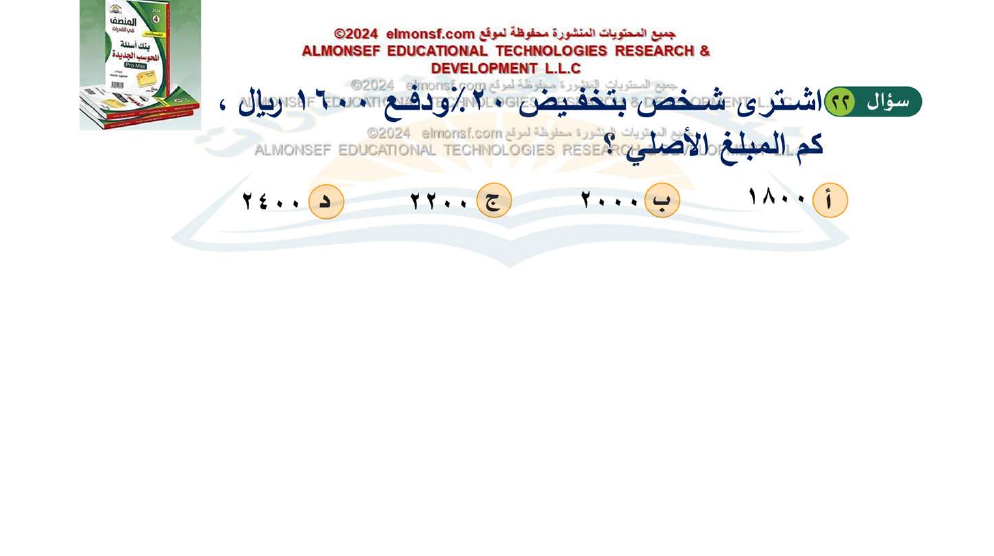 المنصف
في القدرات
بنك أسئلة
المحوسب الجديدة
Pro Max
جميع المحتويات المنشورة محفوظة لموقع elmonsf.com ©2024
ALMONSEF EDUCATIONAL TECHNOLOGIES RESEARCH &
DEVELOPMENT L.L.C
جميع المحتويات المنشورة محفوظة لموقع elmonsf.com ©2024
ALMONSEF EDUCATIONAL TECHNOLOGIES RESEARCH & DEVELOPMENT L.L.C
سؤال ٢٢ اشترى شخص بتخفيض ٢٠٪ ودفع ١٦٠٠ ريال ،
جميع المحتويات المنشورة محفوظة لموقع elmonsf.com ©2024
ALMONSEF EDUCATIONAL TECHNOLOGIES RESEARCH & DEVELOPMENT L.L.C
كم المبلغ الأصلي ؟
أ ١٨٠٠ ب ٢٠٠٠ ج ٢٢٠٠ د ٢٤٠٠